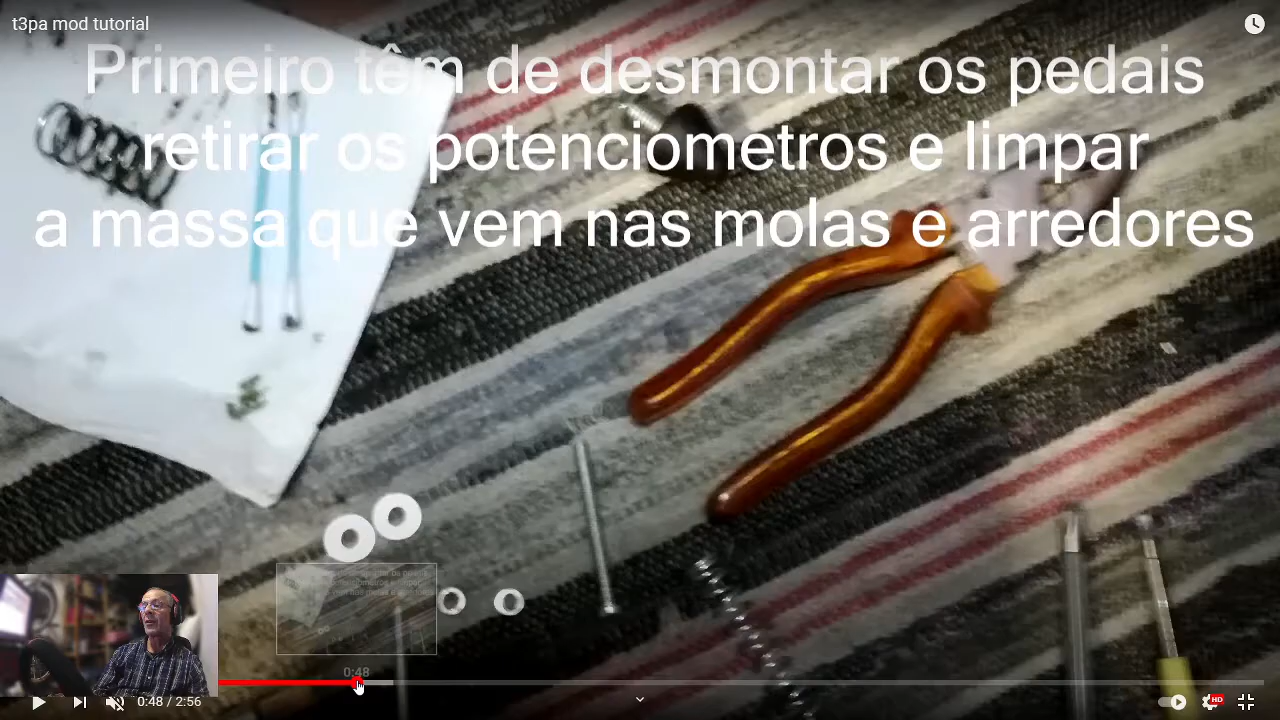 t3pa mod tutorial
Primeiro têm de desmontar os pedais
retirar os potenciometros e limpar
a massa que vem nas molas e arredores
0:48
0:48 / 2:56
HD